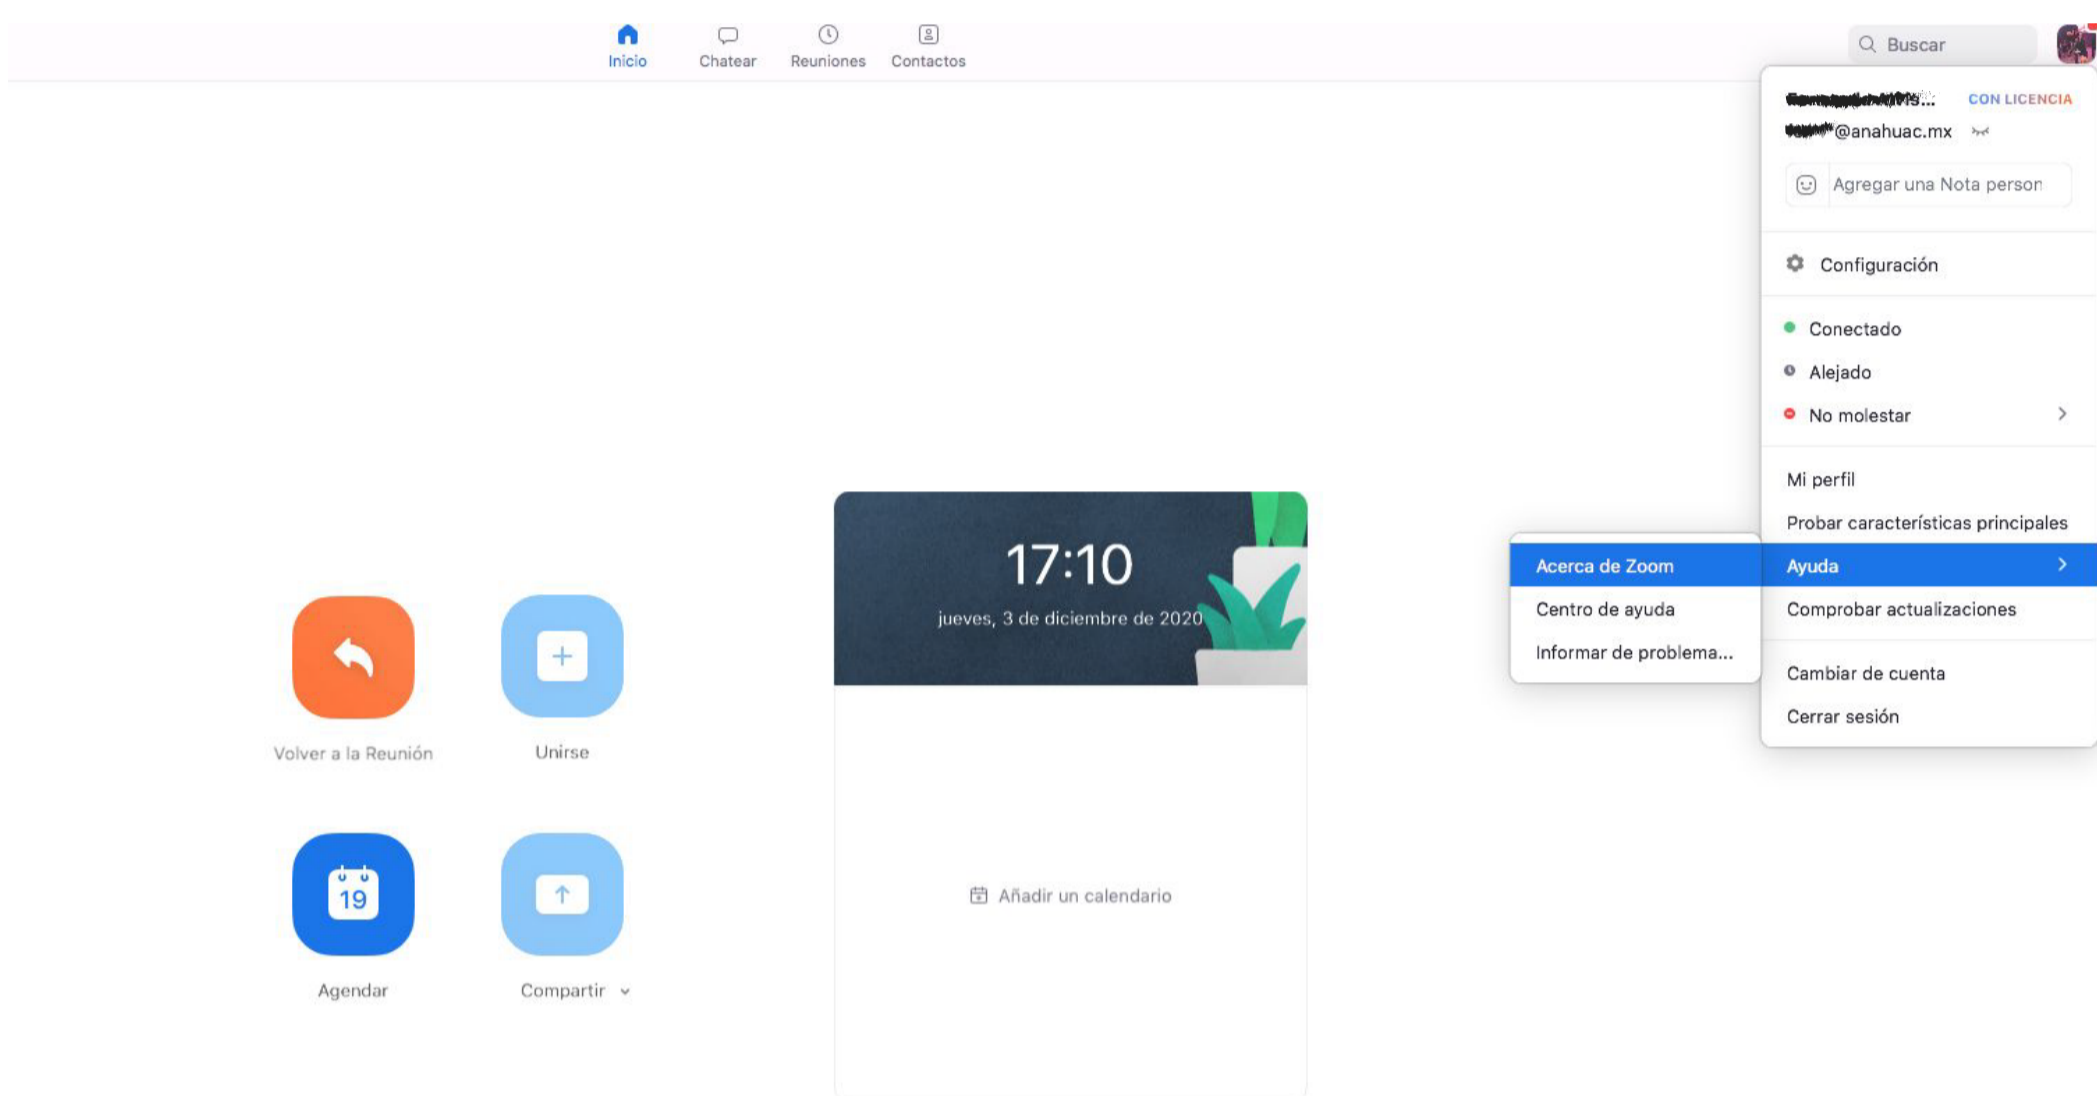 Inicio
Chatear
Reuniones
Contactos
Buscar
CON LICENCIA
@anahuac.mx
Agregar una Nota person
Configuración
Conectado
Alejado
No molestar
Mi perfil
Probar características principales
Ayuda
Comprobar actualizaciones
Cambiar de cuenta
Cerrar sesión
Acerca de Zoom
Centro de ayuda
Informar de problema...
17:10
jueves, 3 de diciembre de 2020
Añadir un calendario
Volver a la Reunión
Unirse
19
Agendar
Compartir